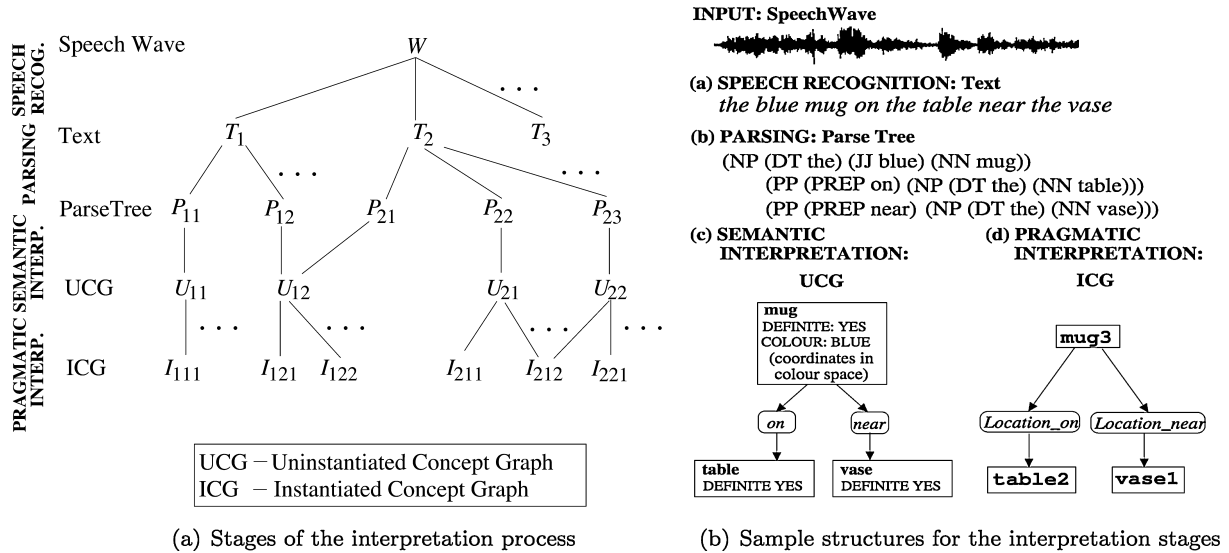 SPEECH RECOG.
PARSING
SEMANTIC INTERP.
PRAGMATIC INTERP.
Speech Wave
W
. . .
Text
T1 T2 T3
. . . . . .
ParseTree
P11 P12 P21 P22 P23
UCG
U11 U12 U21 U22
. . . . . . . . . . . .
ICG
I111 I121 I122 I211 I212 I221
UCG – Uninstantiated Concept Graph
ICG – Instantiated Concept Graph
(a) Stages of the interpretation process
INPUT: SpeechWave
(a) SPEECH RECOGNITION: Text
the blue mug on the table near the vase
(b) PARSING: Parse Tree
(NP (DT the) (JJ blue) (NN mug))
(PP (PREP on) (NP (DT the) (NN table)))
(PP (PREP near) (NP (DT the) (NN vase)))
(c) SEMANTIC
INTERPRETATION:
UCG
mug
DEFINITE: YES
COLOUR: BLUE
(coordinates in
colour space)
on near
table
DEFINITE YES
vase
DEFINITE YES
(d) PRAGMATIC
INTERPRETATION:
ICG
mug3
Location_on Location_near
table2 vase1
(b) Sample structures for the interpretation stages